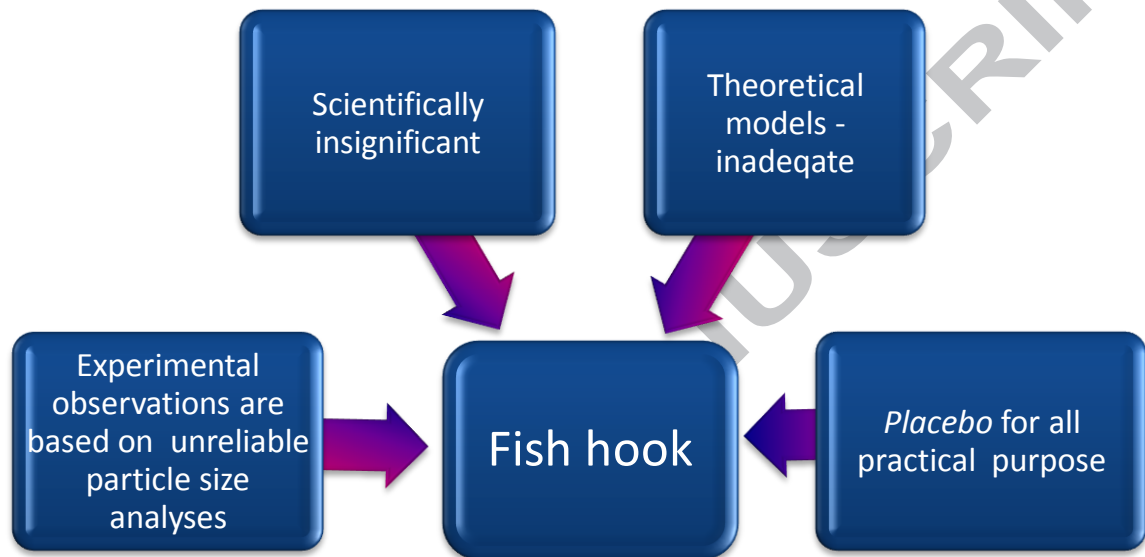 Scientifically
insignificant
Theoretical
models -
inadeqate
Experimental
observations are
based on unreliable
particle size
analyses
Fish hook
Placebo for all
practical purpose